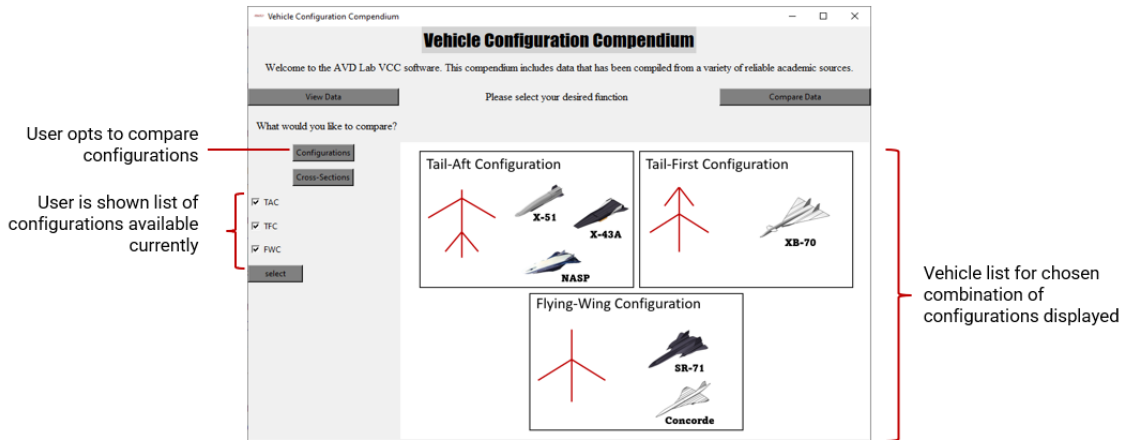 Vehicle Configuration Compendium
Vehicle Configuration Compendium
Welcome to the AVD Lab VCC software. This compendium includes data that has been compiled from a variety of reliable academic sources.
View Data
Please select your desired function
Compare Data
What would you like to compare?
User opts to compare
configurations
Configurations
Cross-Sections
User is shown list of
configurations available
currently
TAC
TFC
FWC
select
Tail-Aft Configuration
X-51
X-43A
NASP
Tail-First Configuration
XB-70
Flying-Wing Configuration
SR-71
Concorde
Vehicle list for chosen
combination of
configurations displayed